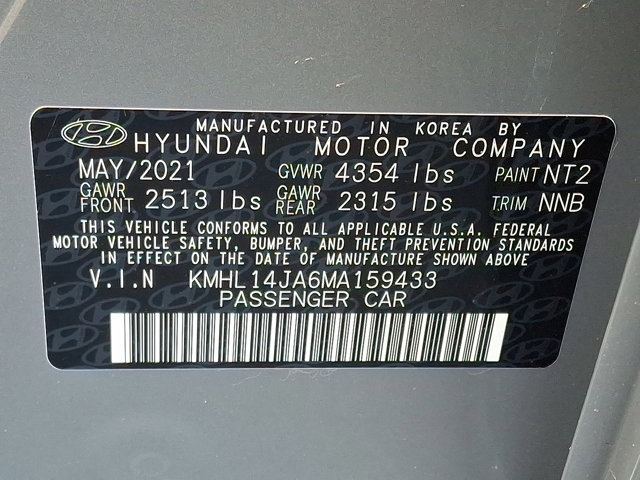 MANUFACTURED IN KOREA BY
HYUNDAI MOTOR COMPANY
MAY/2021 GVWR 4354 lbs PAINT NT2
GAWR FRONT 2513 lbs GAWR REAR 2315 lbs TRIM NNB
THIS VEHICLE CONFORMS TO ALL APPLICABLE U.S.A. FEDERAL
MOTOR VEHICLE SAFETY, BUMPER, AND THEFT PREVENTION STANDARDS
IN EFFECT ON THE DATE OF MANUFACTURE SHOWN ABOVE
V.I.N KMHL14JA6MA159433
PASSENGER CAR